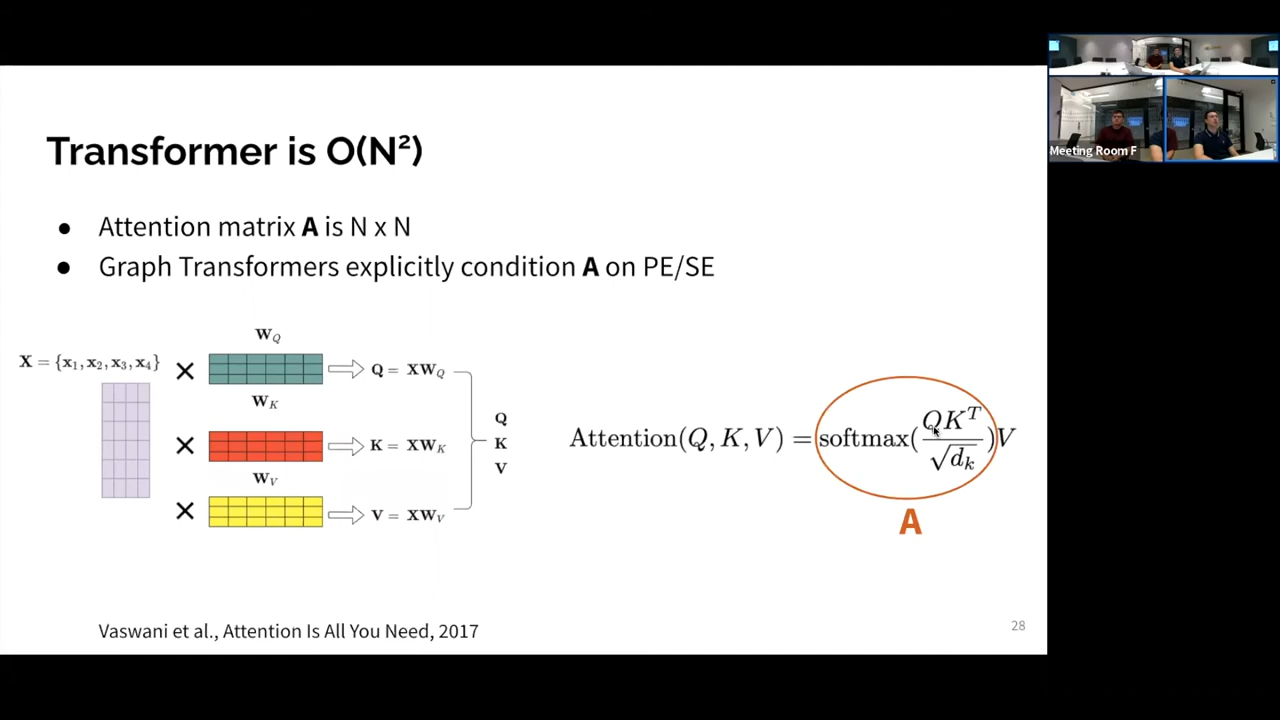 Transformer is O(N²)
● Attention matrix A is N x N
● Graph Transformers explicitly condition A on PE/SE
W_Q
X = {x₁, x₂, x₃, x₄}
×
Q = XW_Q
W_K
×
K = XW_K
W_V
×
V = XW_V
Q
K
V
Attention(Q, K, V) = softmax(QK^T / √d_k)V
A
Vaswani et al., Attention Is All You Need, 2017
28
Meeting Room F